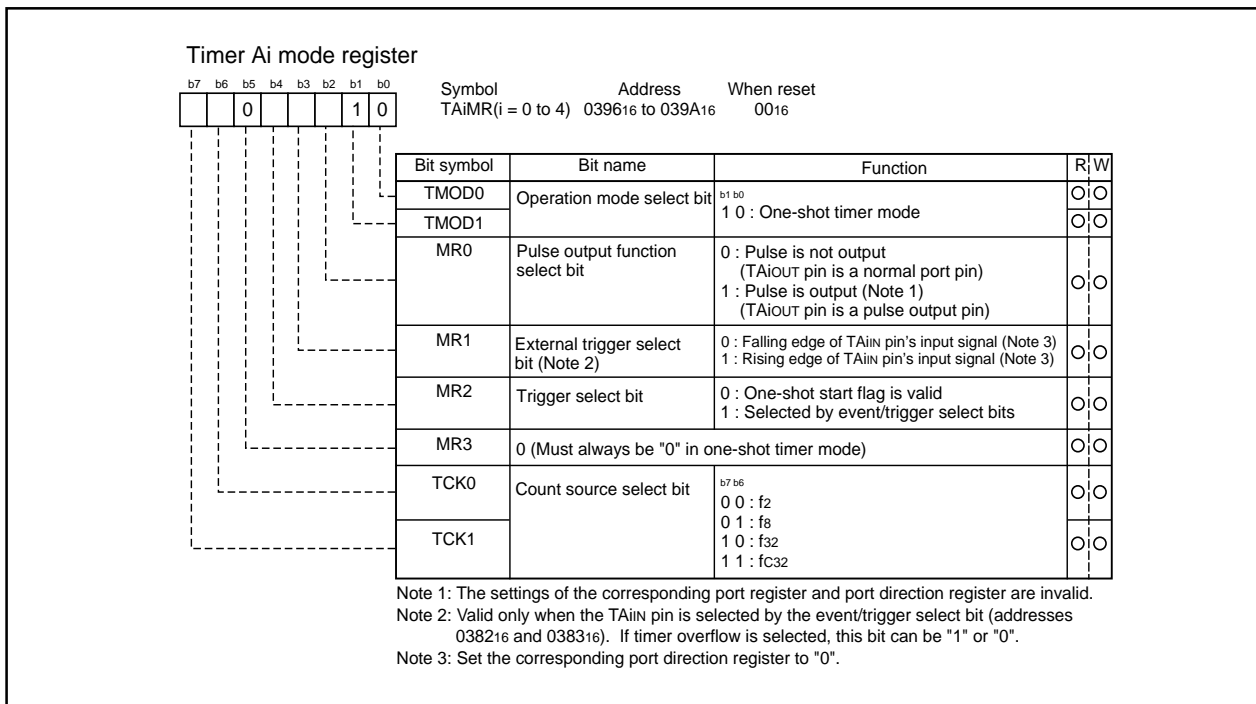 Timer Ai mode register
b7 b6 b5 b4 b3 b2 b1 b0
0 1 0
Symbol Address When reset
TAiMR(i = 0 to 4) 039616 to 039A16 0016
Bit symbol Bit name Function R W
TMOD0 Operation mode select bit b1 b0
1 0 : One-shot timer mode
TMOD1
MR0 Pulse output function
select bit
0 : Pulse is not output
(TAiOUT pin is a normal port pin)
1 : Pulse is output (Note 1)
(TAiOUT pin is a pulse output pin)
MR1 External trigger select
bit (Note 2)
0 : Falling edge of TAiIN pin's input signal (Note 3)
1 : Rising edge of TAiIN pin's input signal (Note 3)
MR2 Trigger select bit
0 : One-shot start flag is valid
1 : Selected by event/trigger select bits
MR3 0 (Must always be "0" in one-shot timer mode)
TCK0 Count source select bit
b7 b6
0 0 : f2
0 1 : f8
TCK1
1 0 : f32
1 1 : fC32
Note 1: The settings of the corresponding port register and port direction register are invalid.
Note 2: Valid only when the TAiIN pin is selected by the event/trigger select bit (addresses
038216 and 038316). If timer overflow is selected, this bit can be "1" or "0".
Note 3: Set the corresponding port direction register to "0".